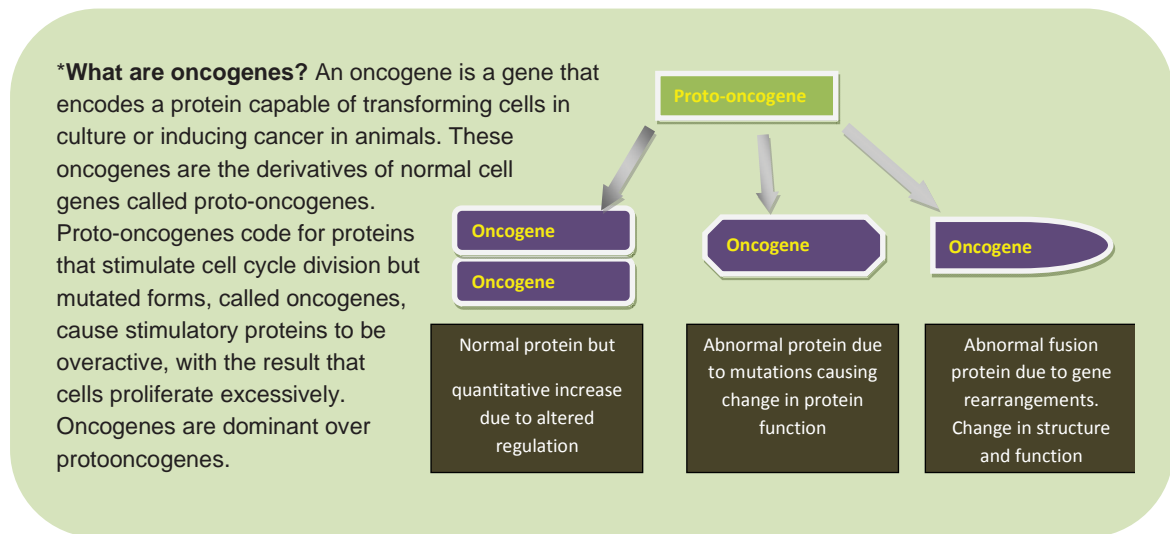 *What are oncogenes? An oncogene is a gene that
encodes a protein capable of transforming cells in
culture or inducing cancer in animals. These
oncogenes are the derivatives of normal cell
genes called proto-oncogenes.
Proto-oncogenes code for proteins
that stimulate cell cycle division but
mutated forms, called oncogenes,
cause stimulatory proteins to be
overactive, with the result that
cells proliferate excessively.
Oncogenes are dominant over
protooncogenes.
Proto-oncogene
Oncogene
Oncogene
Oncogene
Oncogene
Normal protein but
quantitative increase
due to altered
regulation
Abnormal protein due
to mutations causing
change in protein
function
Abnormal fusion
protein due to gene
rearrangements.
Change in structure
and function